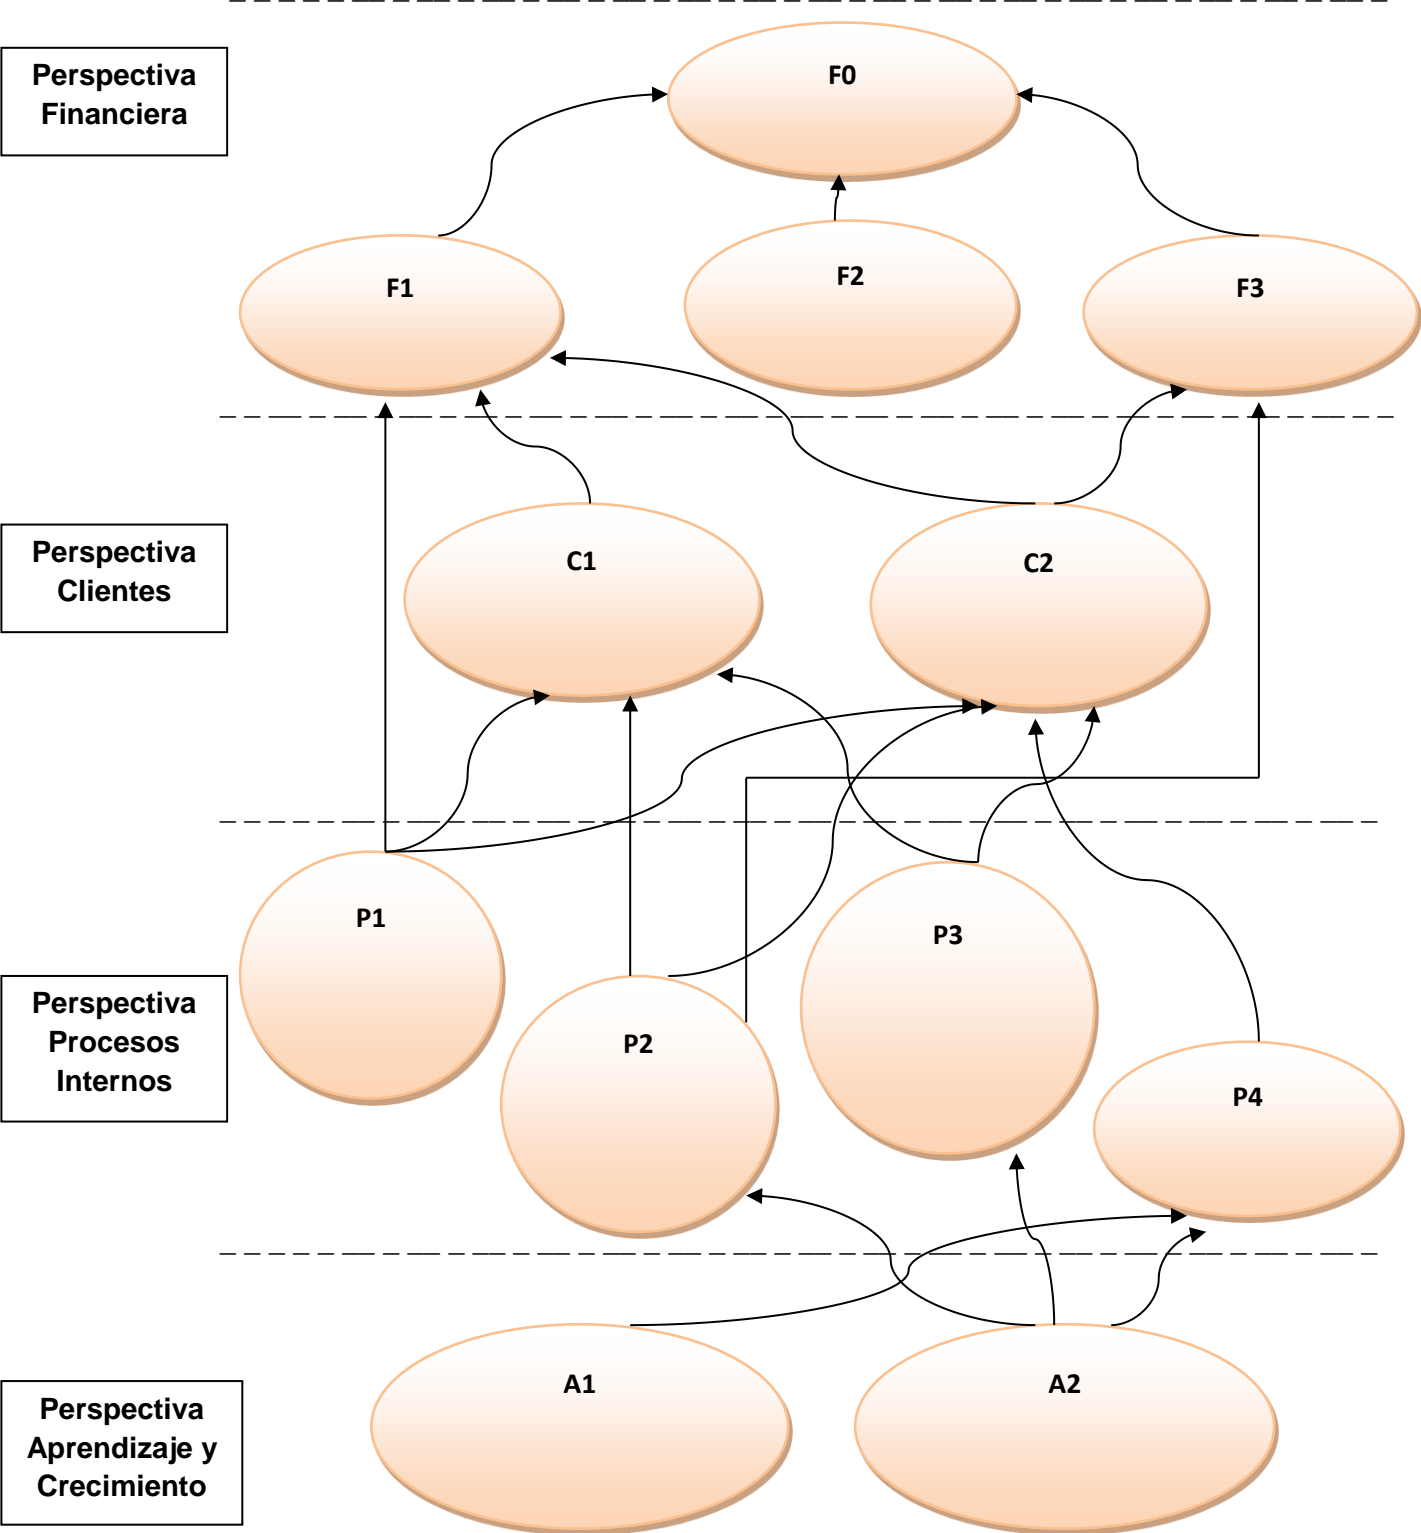 Perspectiva
Financiera
F0
F1
F2
F3
Perspectiva
Clientes
C1
C2
Perspectiva
Procesos
Internos
P1
P2
P3
P4
Perspectiva
Aprendizaje y
Crecimiento
A1
A2